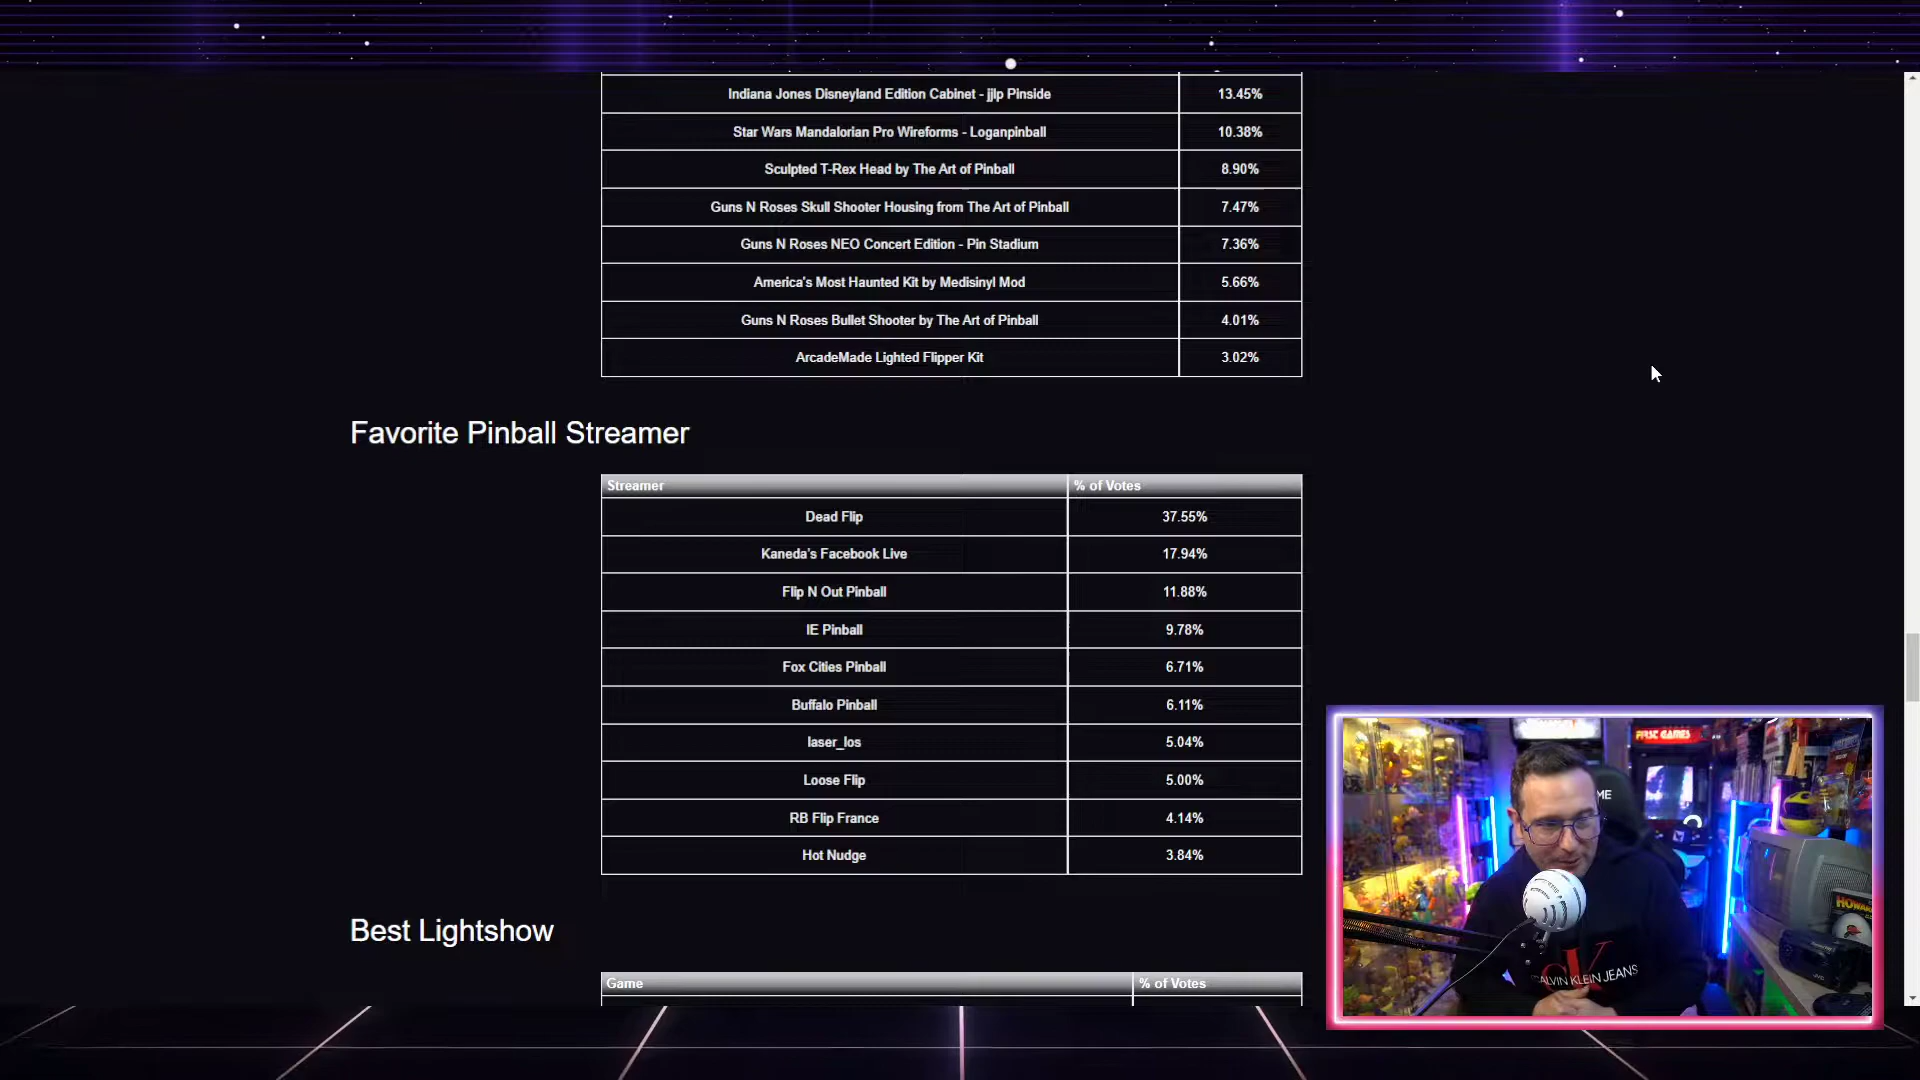 Indiana Jones Disneyland Edition Cabinet - jjlp Pinside 13.45%
Star Wars Mandalorian Pro Wireforms - Loganpinball 10.38%
Sculpted T-Rex Head by The Art of Pinball 8.90%
Guns N Roses Skull Shooter Housing from The Art of Pinball 7.47%
Guns N Roses NEO Concert Edition - Pin Stadium 7.36%
America's Most Haunted Kit by Medisinyl Mod 5.66%
Guns N Roses Bullet Shooter by The Art of Pinball 4.01%
ArcadeMade Lighted Flipper Kit 3.02%
Favorite Pinball Streamer
Streamer % of Votes
Dead Flip 37.55%
Kaneda's Facebook Live 17.94%
Flip N Out Pinball 11.88%
IE Pinball 9.78%
Fox Cities Pinball 6.71%
Buffalo Pinball 6.11%
laser_los 5.04%
Loose Flip 5.00%
RB Flip France 4.14%
Hot Nudge 3.84%
Best Lightshow
Game % of Votes
FIRST GAMES
ME
CALVIN KLEIN JEANS